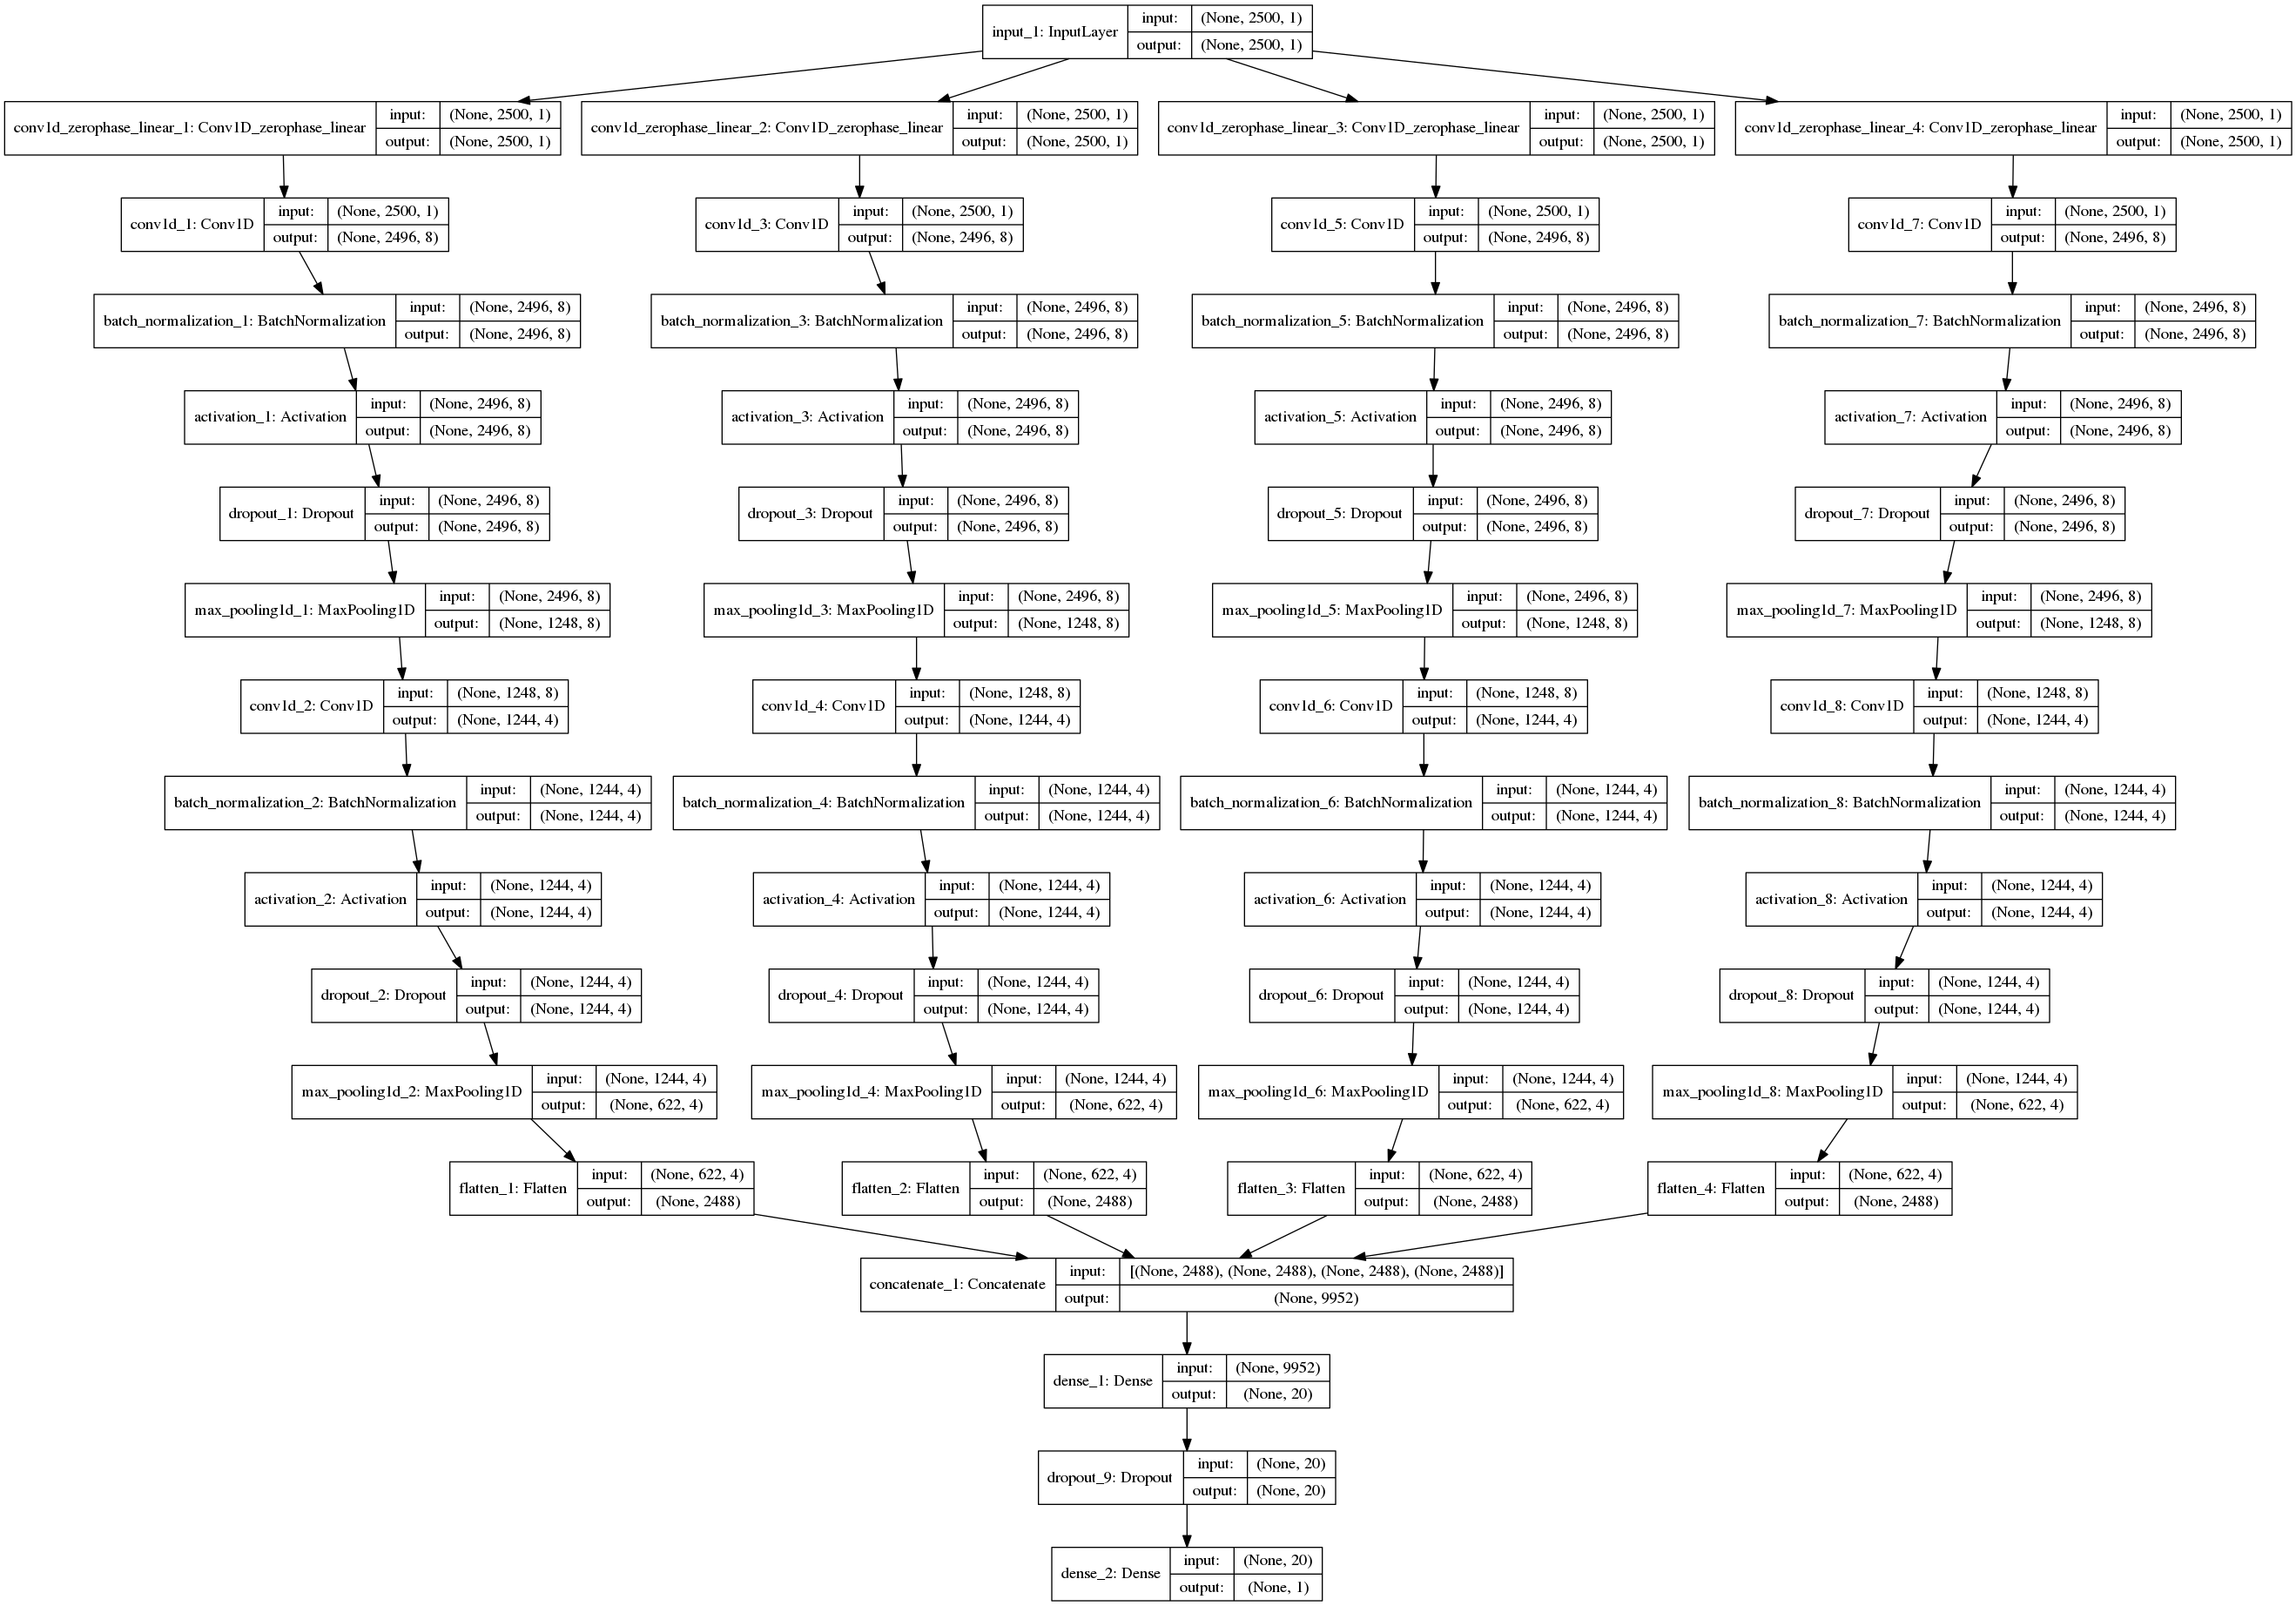 input_1: InputLayer input: (None, 2500, 1)
output: (None, 2500, 1)
conv1d_zerophase_linear_1: Conv1D_zerophase_linear input: (None, 2500, 1)
output: (None, 2500, 1)
conv1d_zerophase_linear_2: Conv1D_zerophase_linear input: (None, 2500, 1)
output: (None, 2500, 1)
conv1d_zerophase_linear_3: Conv1D_zerophase_linear input: (None, 2500, 1)
output: (None, 2500, 1)
conv1d_zerophase_linear_4: Conv1D_zerophase_linear input: (None, 2500, 1)
output: (None, 2500, 1)
conv1d_1: Conv1D input: (None, 2500, 1)
output: (None, 2496, 8)
conv1d_3: Conv1D input: (None, 2500, 1)
output: (None, 2496, 8)
conv1d_5: Conv1D input: (None, 2500, 1)
output: (None, 2496, 8)
conv1d_7: Conv1D input: (None, 2500, 1)
output: (None, 2496, 8)
batch_normalization_1: BatchNormalization input: (None, 2496, 8)
output: (None, 2496, 8)
batch_normalization_3: BatchNormalization input: (None, 2496, 8)
output: (None, 2496, 8)
batch_normalization_5: BatchNormalization input: (None, 2496, 8)
output: (None, 2496, 8)
batch_normalization_7: BatchNormalization input: (None, 2496, 8)
output: (None, 2496, 8)
activation_1: Activation input: (None, 2496, 8)
output: (None, 2496, 8)
activation_3: Activation input: (None, 2496, 8)
output: (None, 2496, 8)
activation_5: Activation input: (None, 2496, 8)
output: (None, 2496, 8)
activation_7: Activation input: (None, 2496, 8)
output: (None, 2496, 8)
dropout_1: Dropout input: (None, 2496, 8)
output: (None, 2496, 8)
dropout_3: Dropout input: (None, 2496, 8)
output: (None, 2496, 8)
dropout_5: Dropout input: (None, 2496, 8)
output: (None, 2496, 8)
dropout_7: Dropout input: (None, 2496, 8)
output: (None, 2496, 8)
max_pooling1d_1: MaxPooling1D input: (None, 2496, 8)
output: (None, 1248, 8)
max_pooling1d_3: MaxPooling1D input: (None, 2496, 8)
output: (None, 1248, 8)
max_pooling1d_5: MaxPooling1D input: (None, 2496, 8)
output: (None, 1248, 8)
max_pooling1d_7: MaxPooling1D input: (None, 2496, 8)
output: (None, 1248, 8)
conv1d_2: Conv1D input: (None, 1248, 8)
output: (None, 1244, 4)
conv1d_4: Conv1D input: (None, 1248, 8)
output: (None, 1244, 4)
conv1d_6: Conv1D input: (None, 1248, 8)
output: (None, 1244, 4)
conv1d_8: Conv1D input: (None, 1248, 8)
output: (None, 1244, 4)
batch_normalization_2: BatchNormalization input: (None, 1244, 4)
output: (None, 1244, 4)
batch_normalization_4: BatchNormalization input: (None, 1244, 4)
output: (None, 1244, 4)
batch_normalization_6: BatchNormalization input: (None, 1244, 4)
output: (None, 1244, 4)
batch_normalization_8: BatchNormalization input: (None, 1244, 4)
output: (None, 1244, 4)
activation_2: Activation input: (None, 1244, 4)
output: (None, 1244, 4)
activation_4: Activation input: (None, 1244, 4)
output: (None, 1244, 4)
activation_6: Activation input: (None, 1244, 4)
output: (None, 1244, 4)
activation_8: Activation input: (None, 1244, 4)
output: (None, 1244, 4)
dropout_2: Dropout input: (None, 1244, 4)
output: (None, 1244, 4)
dropout_4: Dropout input: (None, 1244, 4)
output: (None, 1244, 4)
dropout_6: Dropout input: (None, 1244, 4)
output: (None, 1244, 4)
dropout_8: Dropout input: (None, 1244, 4)
output: (None, 1244, 4)
max_pooling1d_2: MaxPooling1D input: (None, 1244, 4)
output: (None, 622, 4)
max_pooling1d_4: MaxPooling1D input: (None, 1244, 4)
output: (None, 622, 4)
max_pooling1d_6: MaxPooling1D input: (None, 1244, 4)
output: (None, 622, 4)
max_pooling1d_8: MaxPooling1D input: (None, 1244, 4)
output: (None, 622, 4)
flatten_1: Flatten input: (None, 622, 4)
output: (None, 2488)
flatten_2: Flatten input: (None, 622, 4)
output: (None, 2488)
flatten_3: Flatten input: (None, 622, 4)
output: (None, 2488)
flatten_4: Flatten input: (None, 622, 4)
output: (None, 2488)
concatenate_1: Concatenate input: [(None, 2488), (None, 2488), (None, 2488), (None, 2488)]
output: (None, 9952)
dense_1: Dense input: (None, 9952)
output: (None, 20)
dropout_9: Dropout input: (None, 20)
output: (None, 20)
dense_2: Dense input: (None, 20)
output: (None, 1)